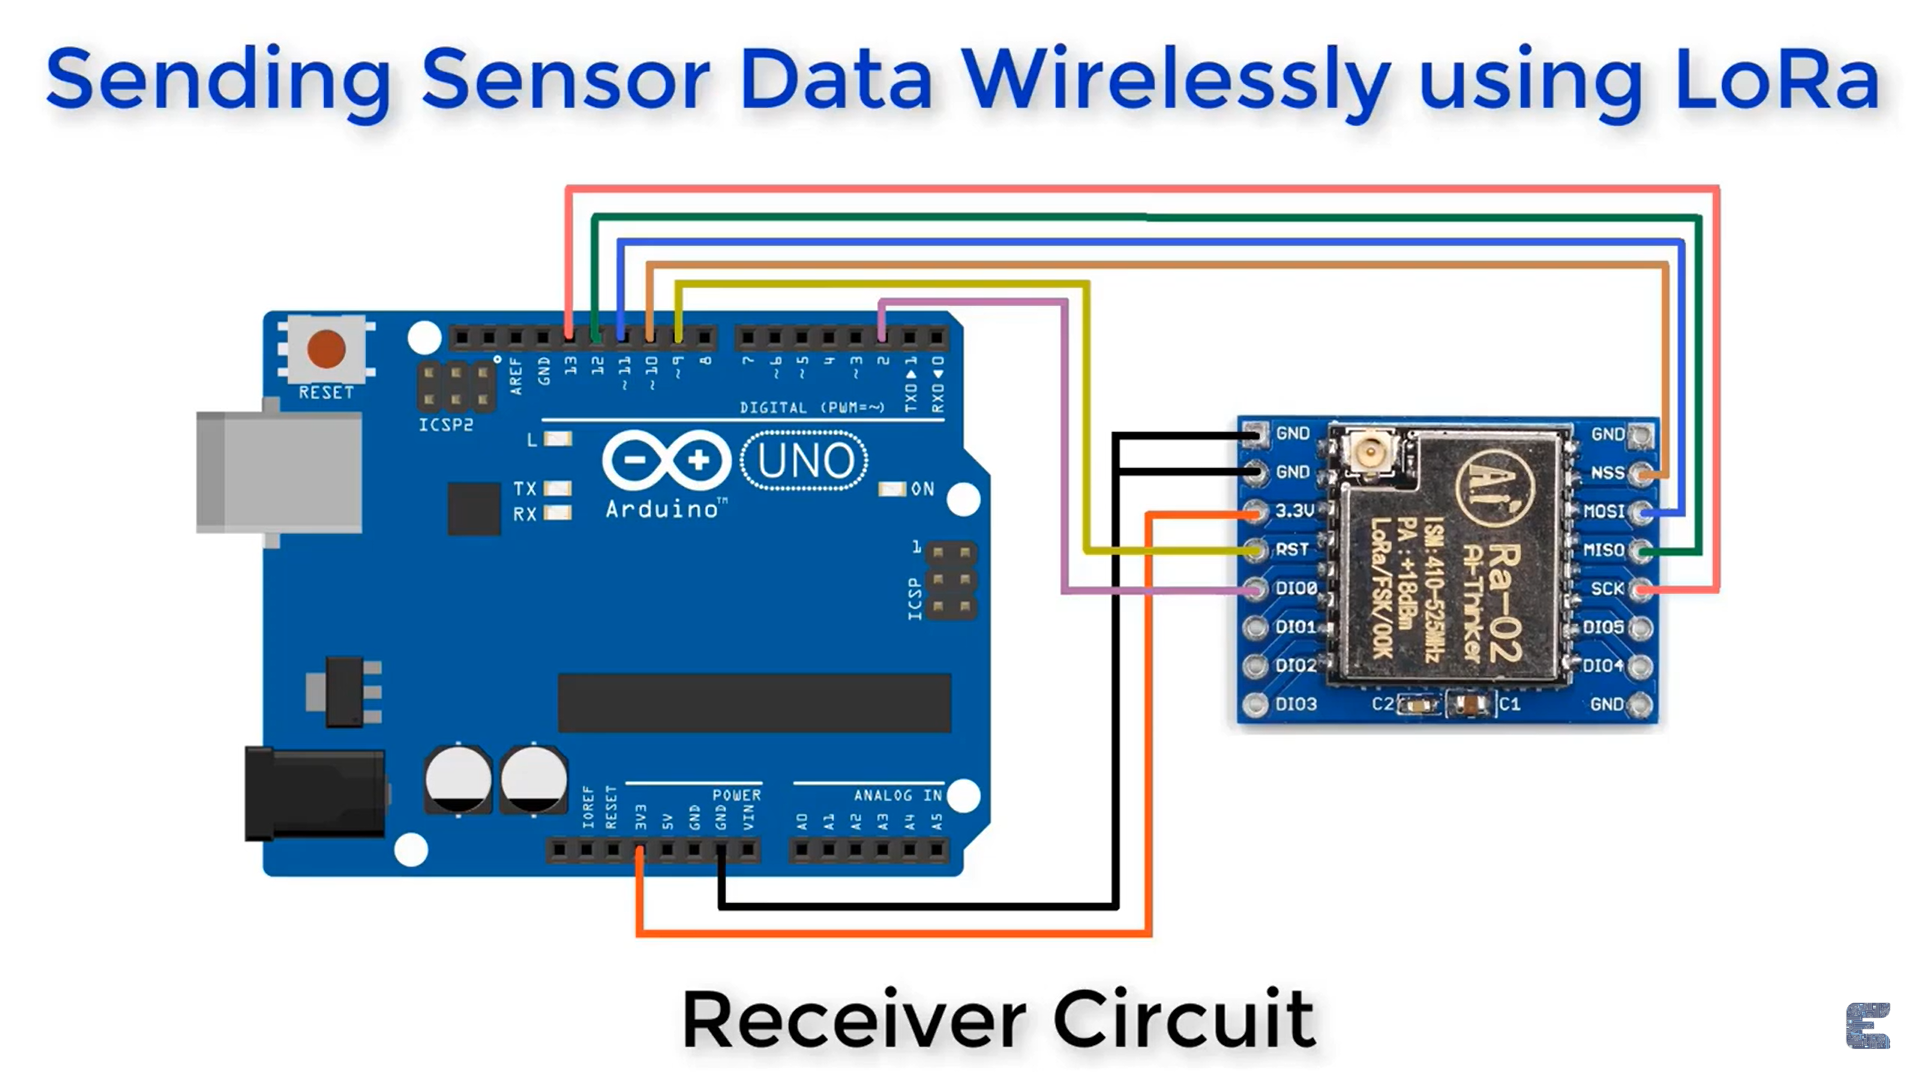 Sending Sensor Data Wirelessly using LoRa
RESET
ICSP2
AREF
GND
13
12
~11
~10
~9
8
7
~6
~5
4
~3
2
TX0▶1
RX0◀0
DIGITAL (PWM=~)
L
TX
RX
UNO
Arduino™
ON
1
ICSP
IOREF
RESET
3V3
5V
GND
GND
VIN
POWER
ANALOG IN
A0
A1
A2
A3
A4
A5
GND
GND
3.3V
RST
DIO0
DIO1
DIO2
DIO3
Ai
Ra-02
Ai-Thinker
ISM:410-525MHz
PA:+18dBm
LoRa/FSK/OOK
C2
C1
GND
NSS
MOSI
MISO
SCK
DIO5
DIO4
GND
Receiver Circuit
E